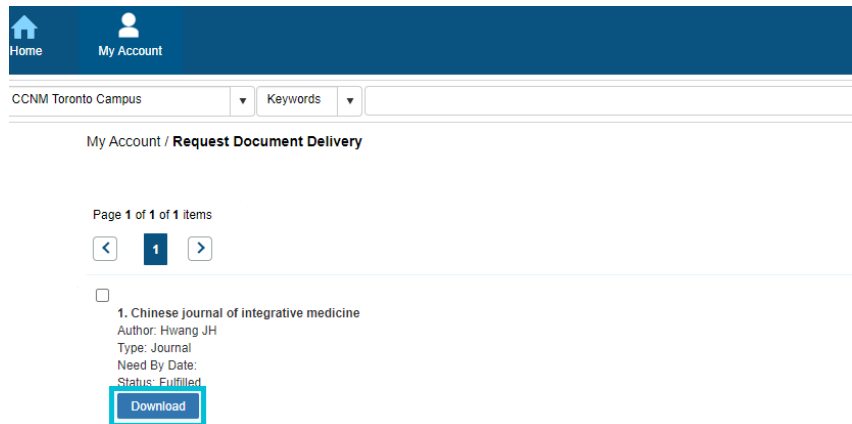 Home
My Account
CCNM Toronto Campus
Keywords
My Account / Request Document Delivery
Page 1 of 1 of 1 items
1
1. Chinese journal of integrative medicine
Author: Hwang JH
Type: Journal
Need By Date:
Status: Fulfilled
Download